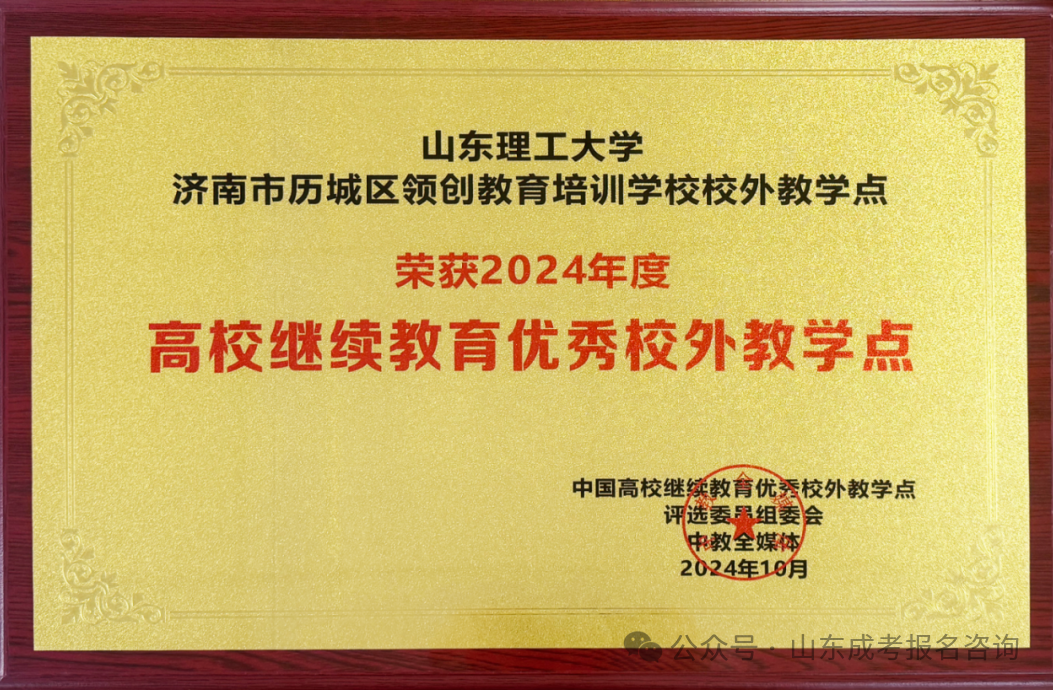 山东理工大学
济南市历城区领创教育培训学校校外教学点
荣获2024年度
高校继续教育优秀校外教学点
中国高校继续教育优秀校外教学点
评选委员组委会
中教全媒体
2024年10月
公众号·山东成考报名咨询